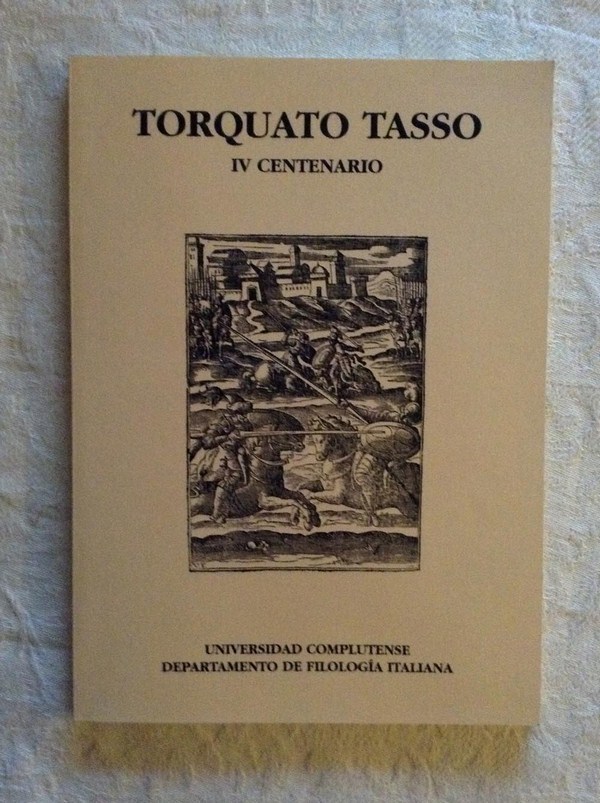 TORQUATO TASSO
IV CENTENARIO
UNIVERSIDAD COMPLUTENSE
DEPARTAMENTO DE FILOLOGÍA ITALIANA